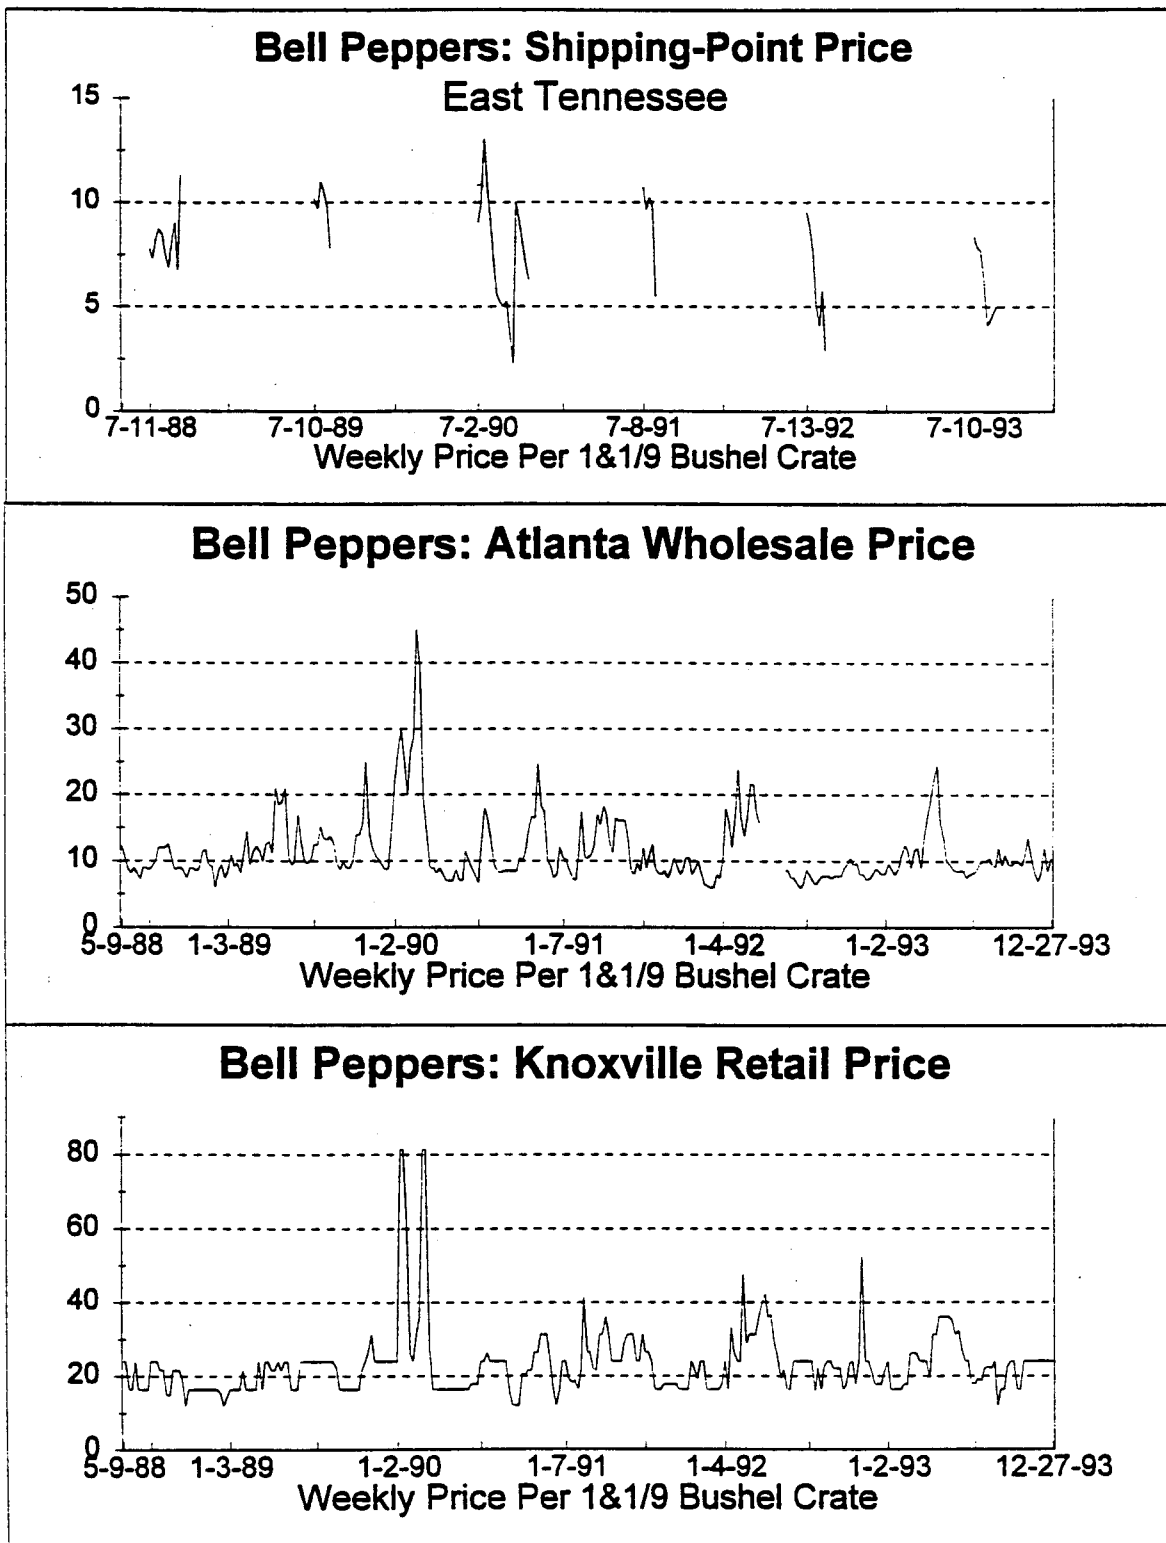 Bell Peppers: Shipping-Point Price
East Tennessee
15
10
5
0
7-11-88 7-10-89 7-2-90 7-8-91 7-13-92 7-10-93
Weekly Price Per 1&1/9 Bushel Crate
Bell Peppers: Atlanta Wholesale Price
50
40
30
20
10
0
5-9-88 1-3-89 1-2-90 1-7-91 1-4-92 1-2-93 12-27-93
Weekly Price Per 1&1/9 Bushel Crate
Bell Peppers: Knoxville Retail Price
80
60
40
20
0
5-9-88 1-3-89 1-2-90 1-7-91 1-4-92 1-2-93 12-27-93
Weekly Price Per 1&1/9 Bushel Crate